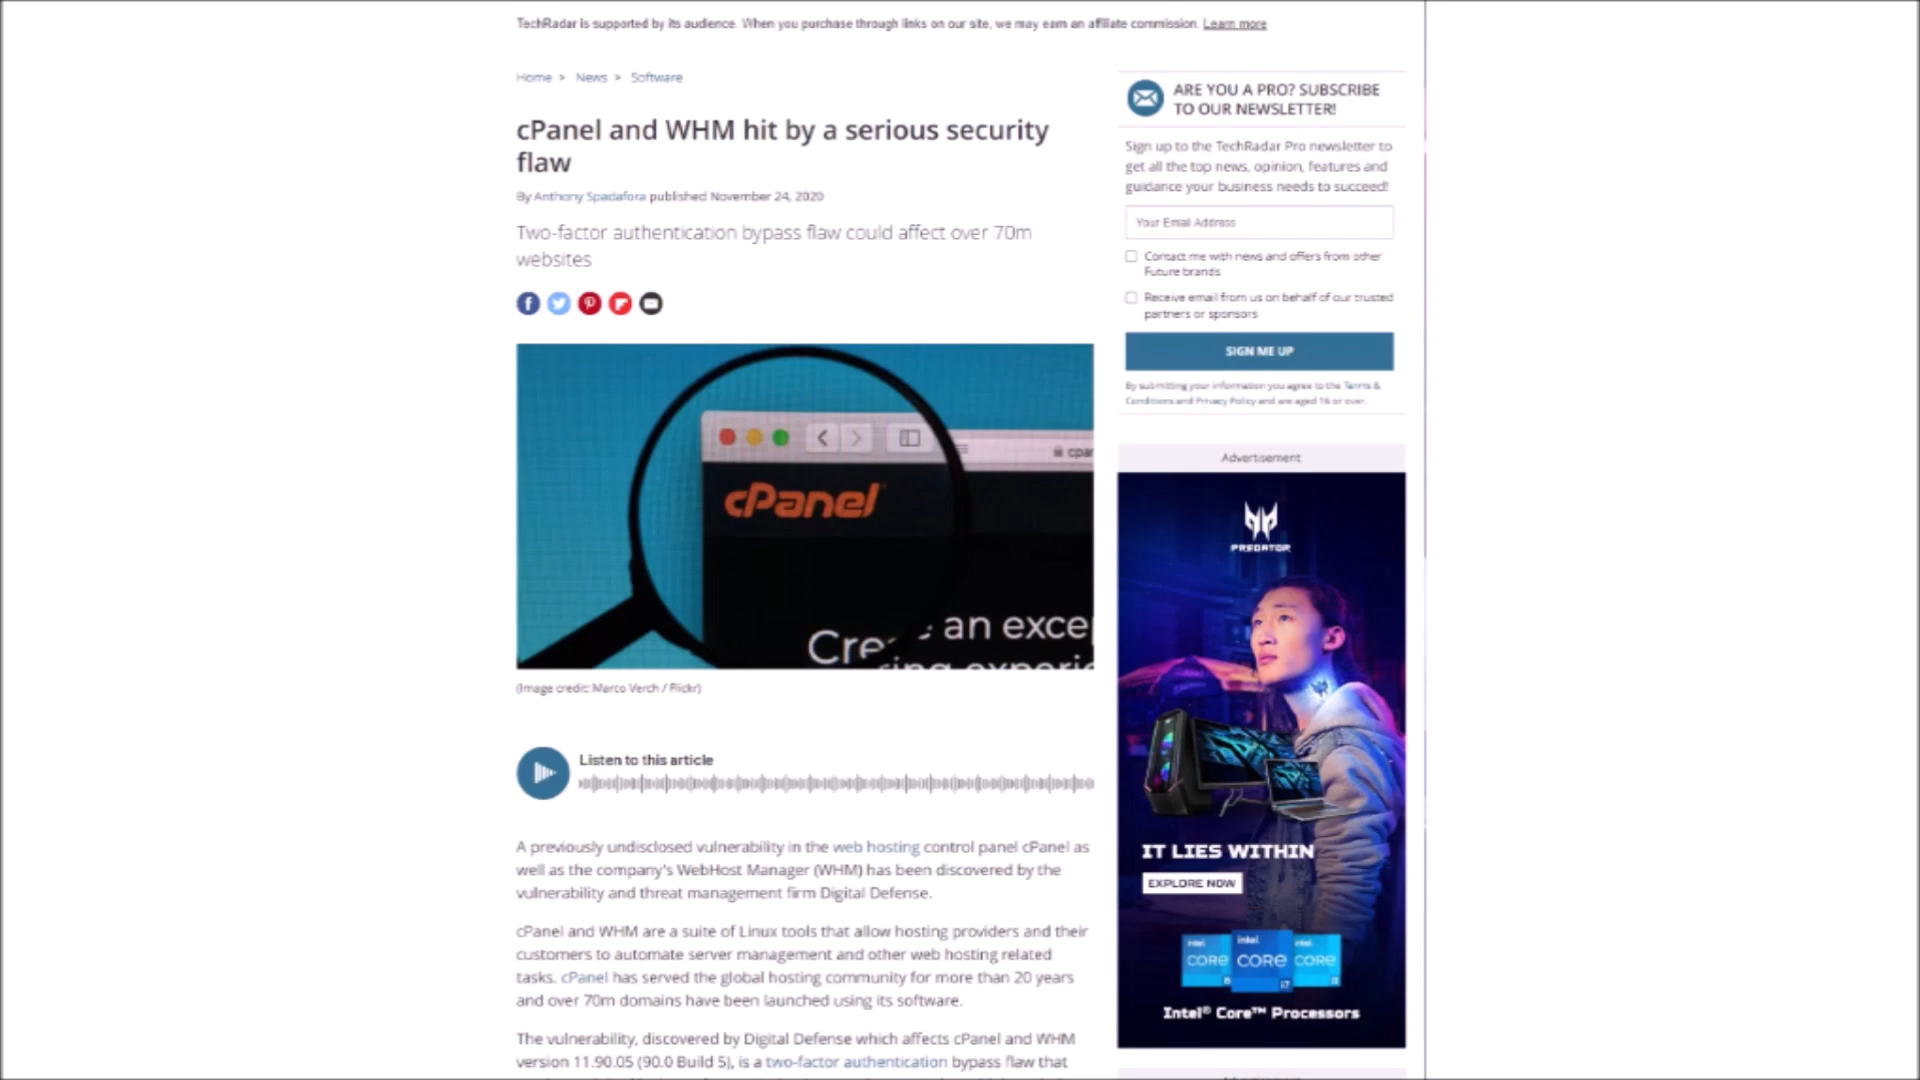 TechRadar is supported by its audience. When you purchase through links on our site, we may earn an affiliate commission. Learn more
Home > News > Software
cPanel and WHM hit by a serious security
flaw
By Anthony Spadafora published November 24, 2020
Two-factor authentication bypass flaw could affect over 70m
websites
cpan
cPanel
Cre
an exce
ing experie
(Image credit: Marco Verch / Flickr)
Listen to this article
A previously undisclosed vulnerability in the web hosting control panel cPanel as
well as the company's WebHost Manager (WHM) has been discovered by the
vulnerability and threat management firm Digital Defense.
cPanel and WHM are a suite of Linux tools that allow hosting providers and their
customers to automate server management and other web hosting related
tasks. cPanel has served the global hosting community for more than 20 years
and over 70m domains have been launched using its software.
The vulnerability, discovered by Digital Defense which affects cPanel and WHM
version 11.90.05 (90.0 Build 5), is a two-factor authentication bypass flaw that
ARE YOU A PRO? SUBSCRIBE
TO OUR NEWSLETTER!
Sign up to the TechRadar Pro newsletter to
get all the top news, opinion, features and
guidance your business needs to succeed!
Your Email Address
Contact me with news and offers from other
Future brands
Receive email from us on behalf of our trusted
partners or sponsors
SIGN ME UP
By submitting your information you agree to the Terms &
Conditions and Privacy Policy and are aged 16 or over.
Advertisement
PREDATOR
IT LIES WITHIN
EXPLORE NOW
intel CORE
intel CORE i7
intel CORE
Intel® Core™ Processors